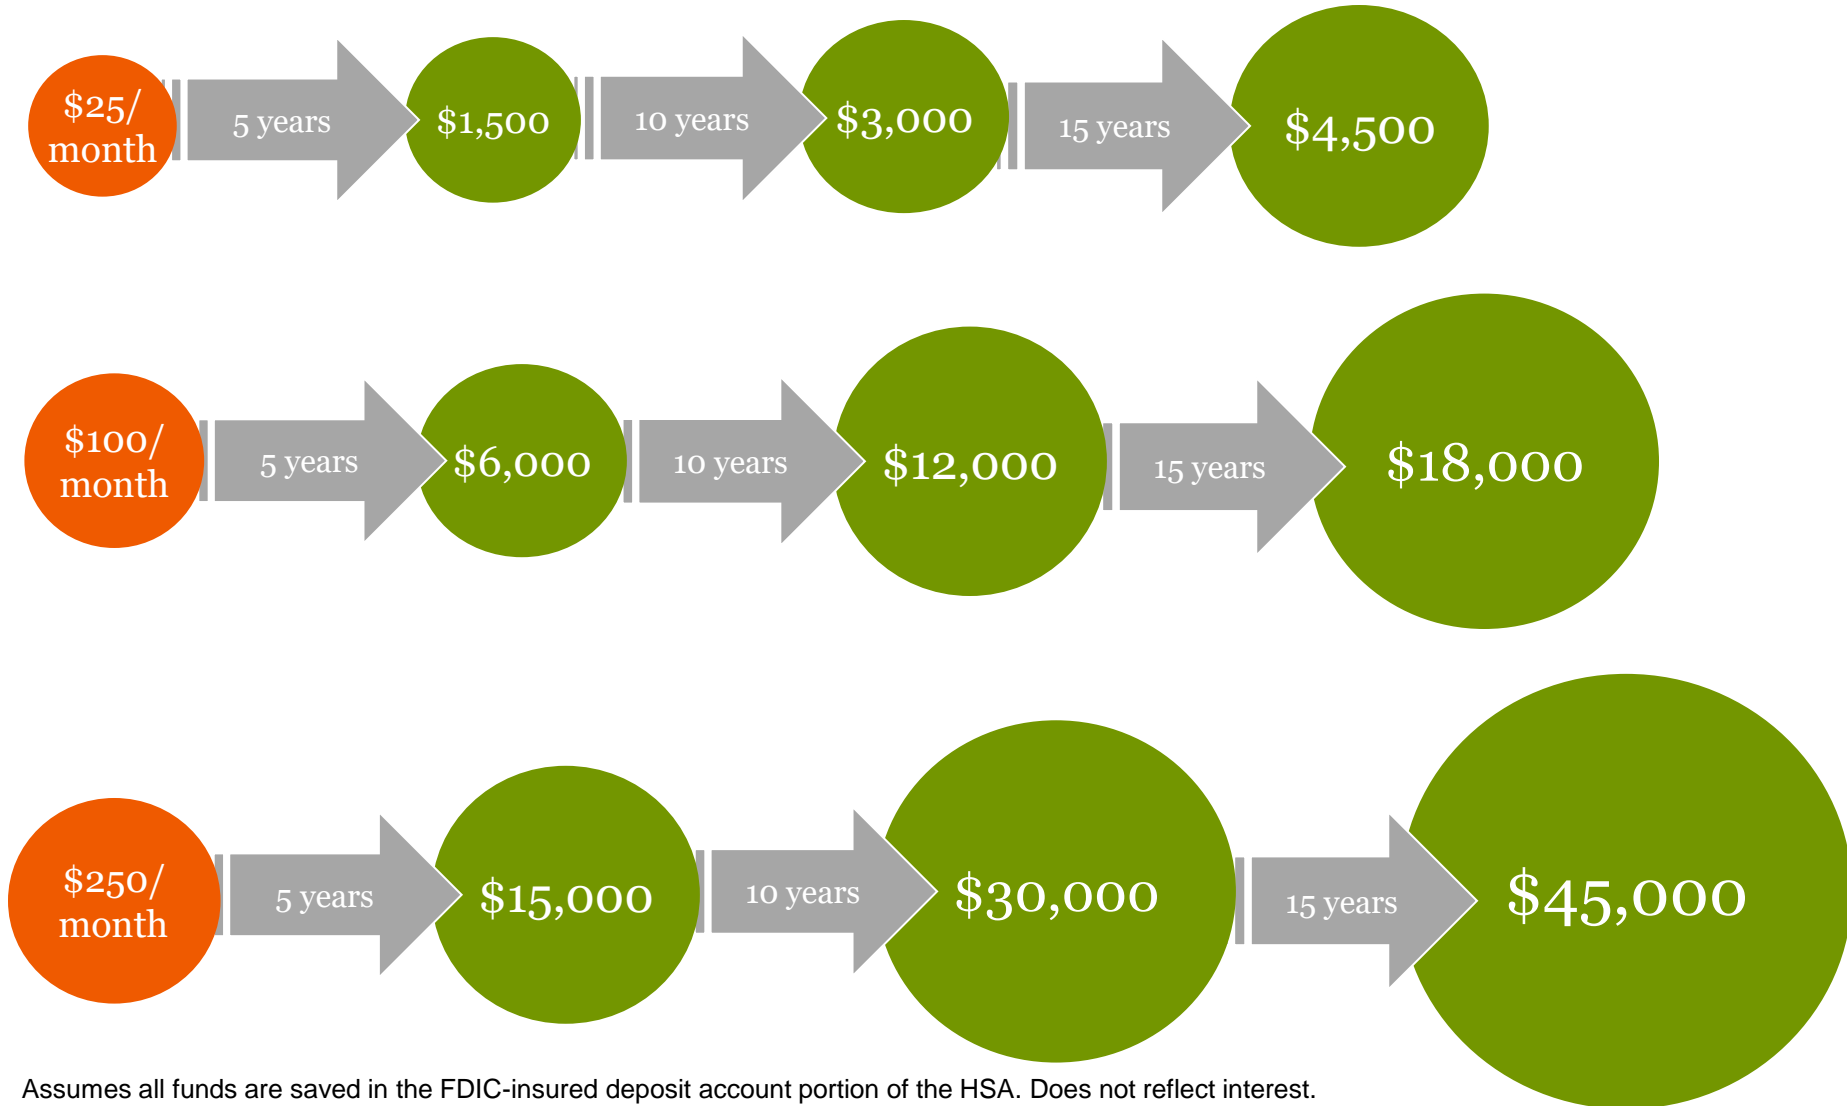 $25/
month
5 years
$1,500
10 years
$3,000
15 years
$4,500
$100/
month
5 years
$6,000
10 years
$12,000
15 years
$18,000
$250/
month
5 years
$15,000
10 years
$30,000
15 years
$45,000
Assumes all funds are saved in the FDIC-insured deposit account portion of the HSA. Does not reflect interest.